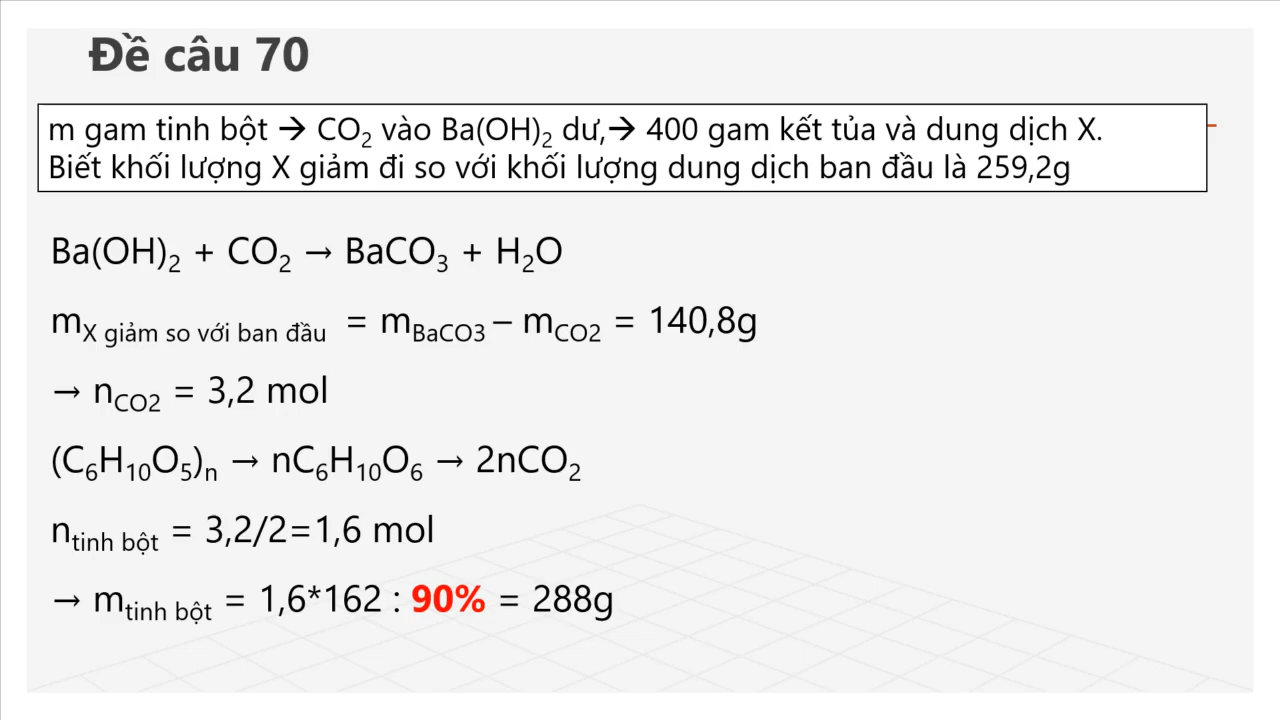 Đề câu 70
m gam tinh bột → CO₂ vào Ba(OH)₂ dư,→ 400 gam kết tủa và dung dịch X.
Biết khối lượng X giảm đi so với khối lượng dung dịch ban đầu là 259,2g
Ba(OH)₂ + CO₂ → BaCO₃ + H₂O
mX giảm so với ban đầu = mBaCO3 – mCO2 = 140,8g
→ nCO2 = 3,2 mol
(C₆H₁₀O₅)n → nC₆H₁₀O₆ → 2nCO₂
ntinh bột = 3,2/2=1,6 mol
→ mtinh bột = 1,6*162 : 90% = 288g